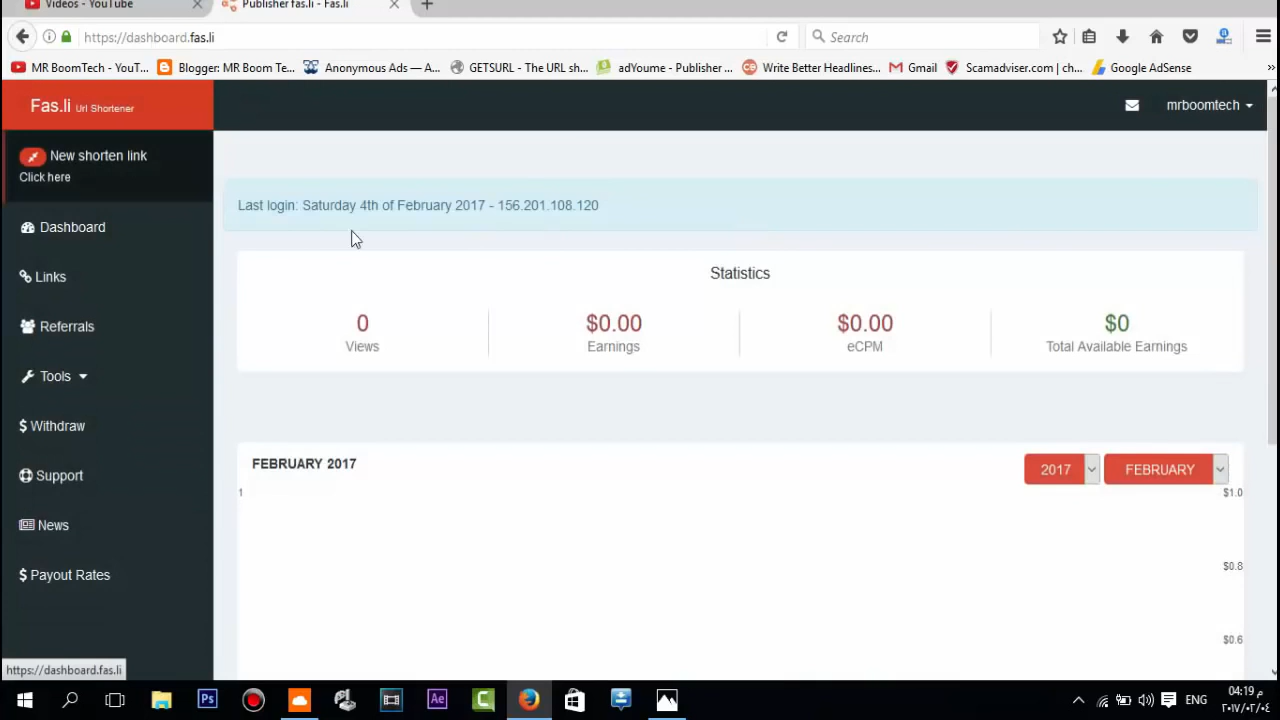 Videos - YouTube
Publisher fas.li - Fas.li
https://dashboard.fas.li
Search
MR BoomTech - YouT...
Blogger: MR Boom Te...
Anonymous Ads — A...
GETSURL - The URL sh...
adYoume - Publisher ...
Write Better Headlines...
Gmail
Scamadviser.com | ch...
Google AdSense
»
Fas.li Url Shortener
mrboomtech
New shorten link
Click here
Last login: Saturday 4th of February 2017 - 156.201.108.120
Dashboard
Links
Referrals
Tools
Withdraw
Support
News
Payout Rates
Statistics
0
$0.00
$0.00
$0
Views
Earnings
eCPM
Total Available Earnings
FEBRUARY 2017
2017
FEBRUARY
1
$1.0
$0.8
$0.6
https://dashboard.fas.li
Ps
Ae
C
ENG
04:19 م
٢٠١٧/٠٢/٠٤